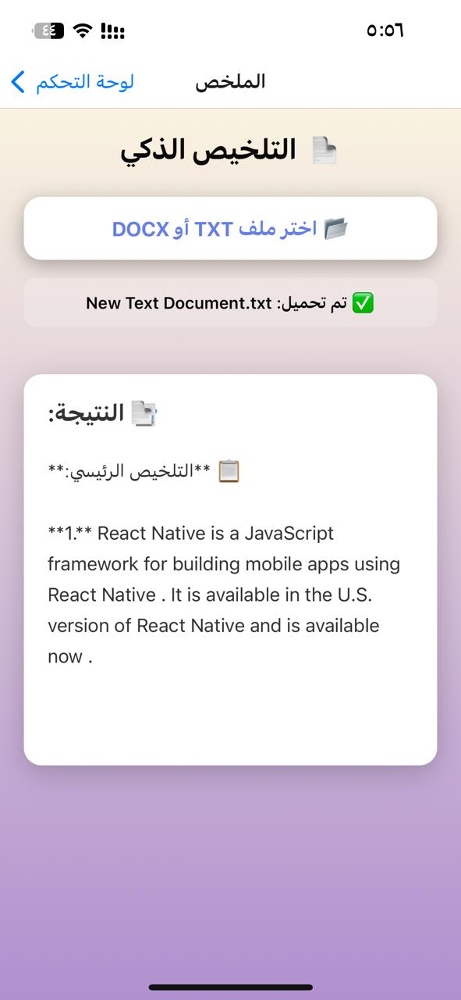 ٥:٥٦
٤٤
لوحة التحكم
الملخص
التلخيص الذكي
اختر ملف TXT أو DOCX
تم تحميل: New Text Document.txt
النتيجة:
**التلخيص الرئيسي:**
**1.** React Native is a JavaScript
framework for building mobile apps using
React Native . It is available in the U.S.
version of React Native and is available
now .